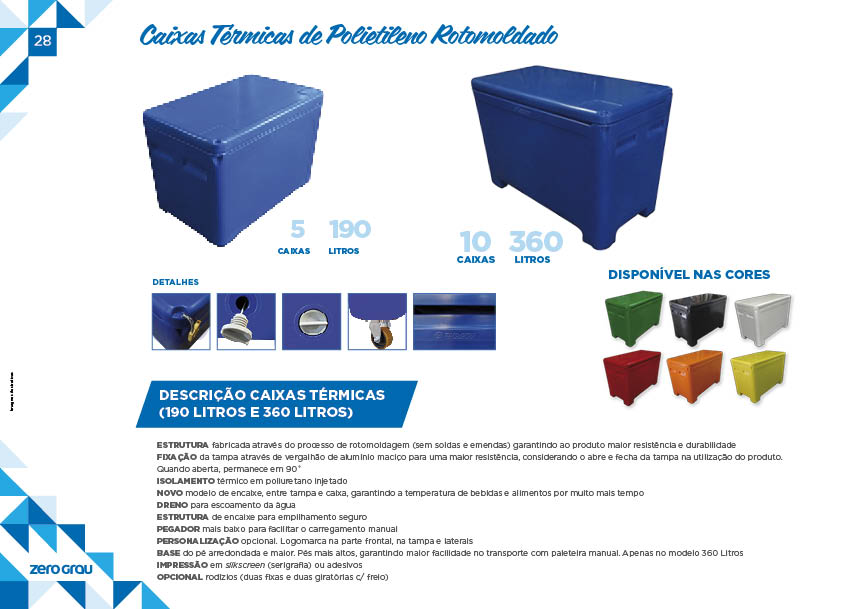 28
Caixas Térmicas de Polietileno Rotomoldado
5 190
CAIXAS LITROS
10 360
CAIXAS LITROS
DETALHES
DISPONÍVEL NAS CORES
DESCRIÇÃO CAIXAS TÉRMICAS
(190 LITROS E 360 LITROS)
ESTRUTURA fabricada através do processo de rotomoldagem (sem soldas e emendas) garantindo ao produto maior resistência e durabilidade
FIXAÇÃO da tampa através de vergalhão de alumínio maciço para uma maior resistência, considerando o abre e fecha da tampa na utilização do produto.
Quando aberta, permanece em 90°
ISOLAMENTO térmico em poliuretano injetado
NOVO modelo de encaixe, entre tampa e caixa, garantindo a temperatura de bebidas e alimentos por muito mais tempo
DRENO para escoamento da água
ESTRUTURA de encaixe para empilhamento seguro
PEGADOR mais baixo para facilitar o carregamento manual
PERSONALIZAÇÃO opcional. Logomarca na parte frontal, na tampa e laterais
BASE do pé arredondada e maior. Pés mais altos, garantindo maior facilidade no transporte com paleteira manual. Apenas no modelo 360 Litros
IMPRESSÃO em silkscreen (serigrafia) ou adesivos
OPCIONAL rodízios (duas fixas e duas giratórias c/ freio)
zero grau